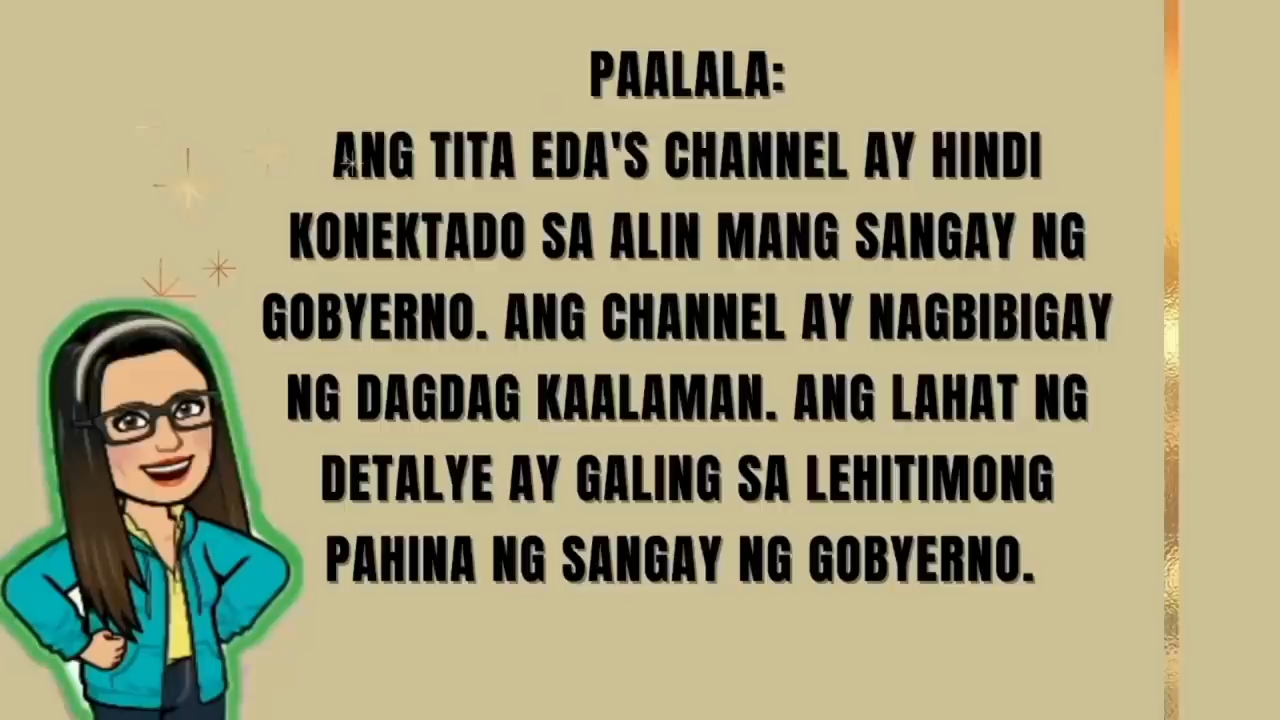 PAALALA:
ANG TITA EDA'S CHANNEL AY HINDI
KONEKTADO SA ALIN MANG SANGAY NG
GOBYERNO. ANG CHANNEL AY NAGBIBIGAY
NG DAGDAG KAALAMAN. ANG LAHAT NG
DETALYE AY GALING SA LEHITIMONG
PAHINA NG SANGAY NG GOBYERNO.